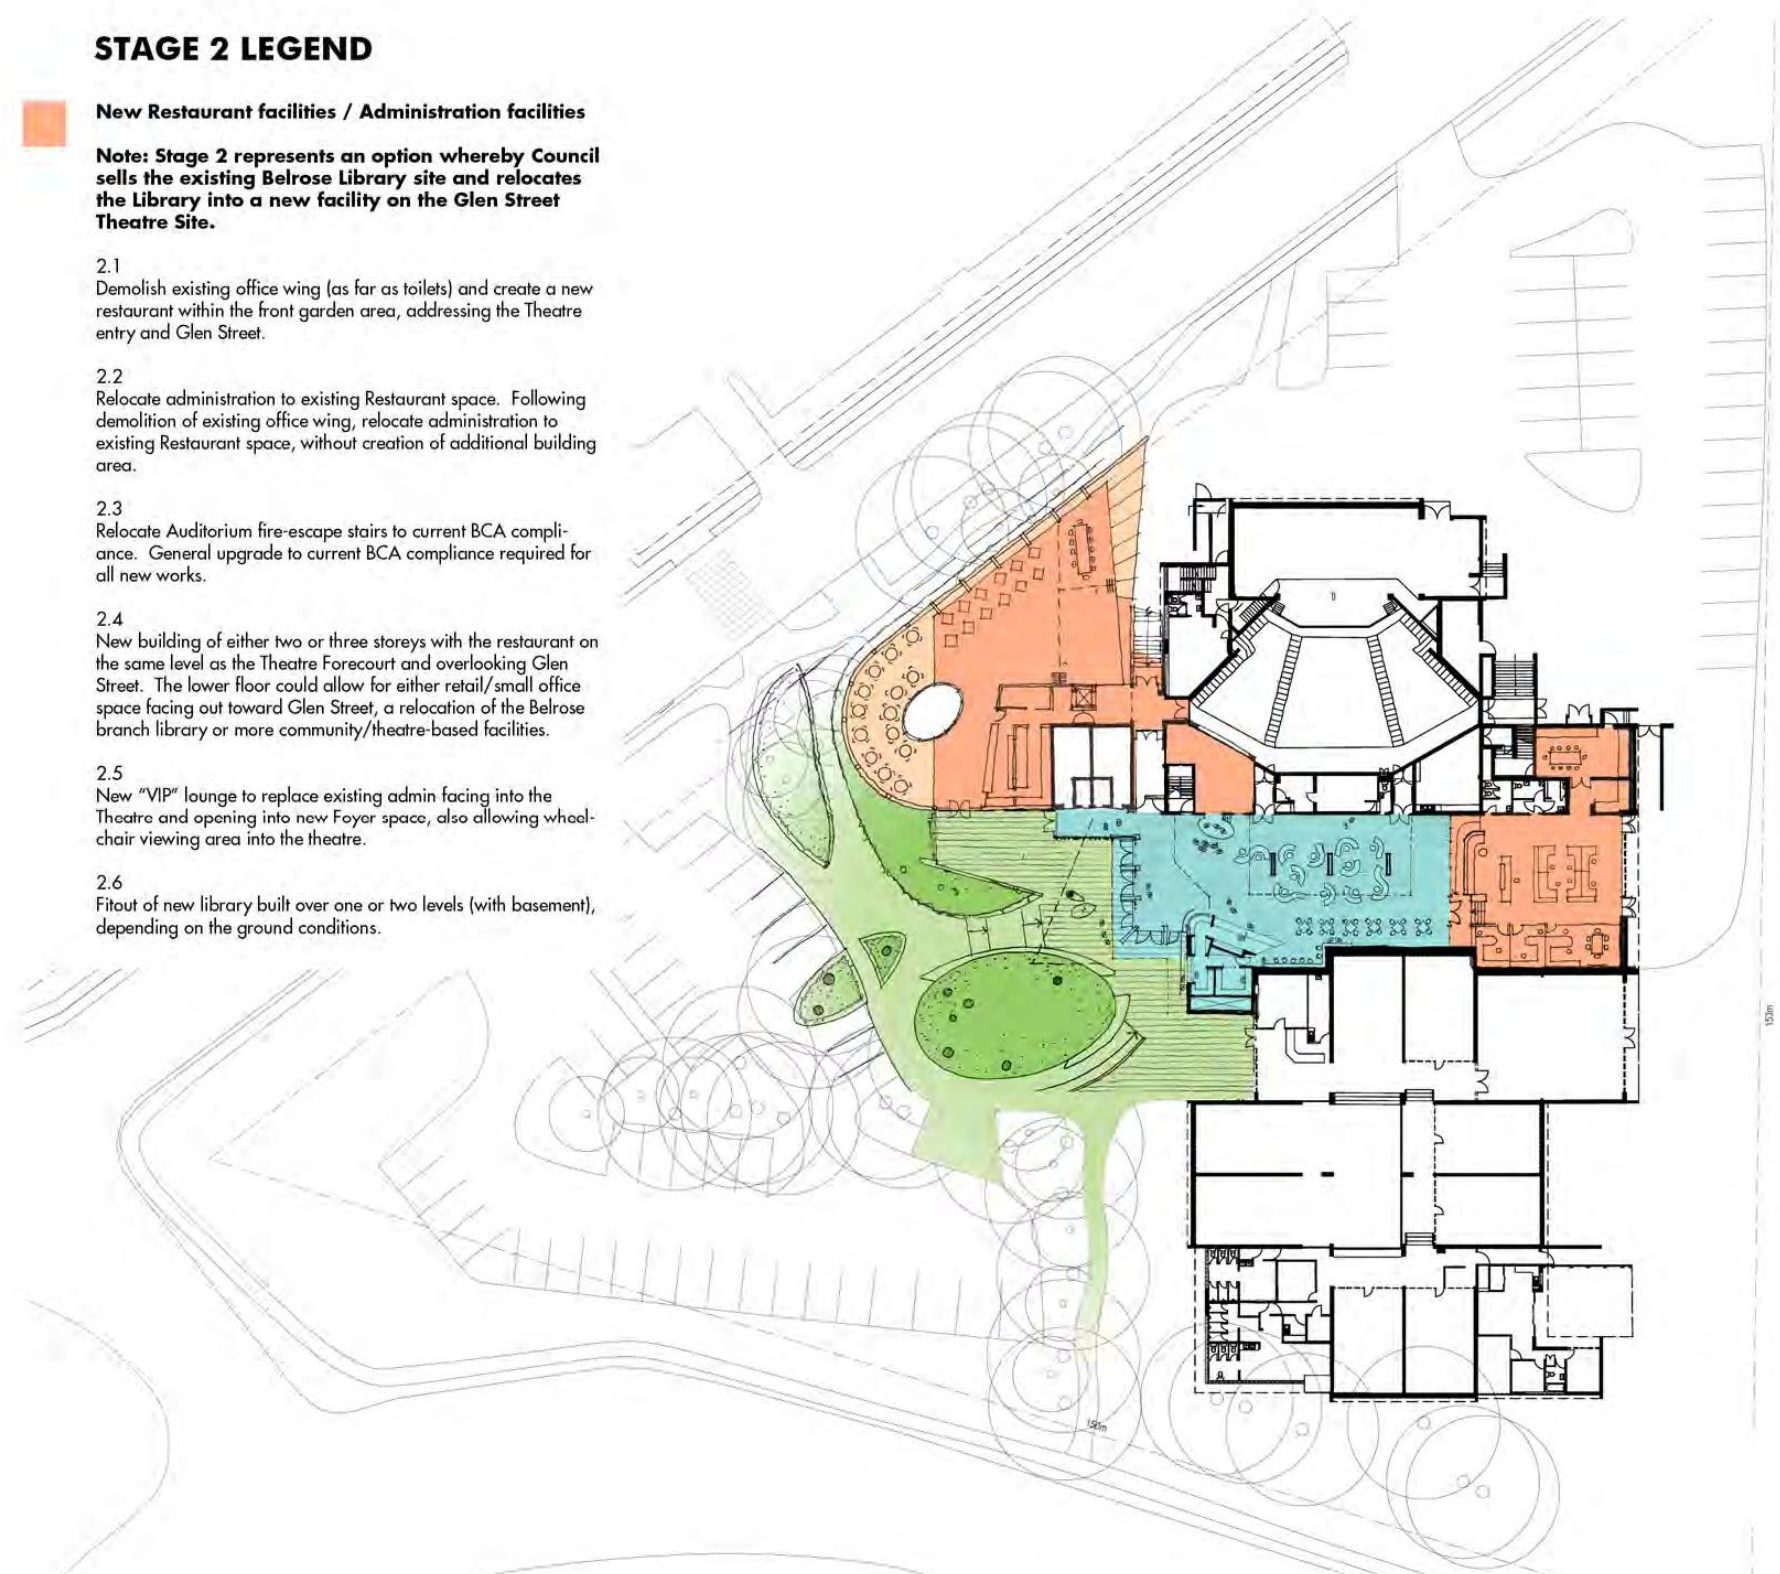 STAGE 2 LEGEND
New Restaurant facilities / Administration facilities
Note: Stage 2 represents an option whereby Council
sells the existing Belrose Library site and relocates
the Library into a new facility on the Glen Street
Theatre Site.
2.1
Demolish existing office wing (as far as toilets) and create a new
restaurant within the front garden area, addressing the Theatre
entry and Glen Street.
2.2
Relocate administration to existing Restaurant space.  Following
demolition of existing office wing, relocate administration to
existing Restaurant space, without creation of additional building
area.
2.3
Relocate Auditorium fire-escape stairs to current BCA compli-
ance.  General upgrade to current BCA compliance required for
all new works.
2.4
New building of either two or three storeys with the restaurant on
the same level as the Theatre Forecourt and overlooking Glen
Street.  The lower floor could allow for either retail/small office
space facing out toward Glen Street, a relocation of the Belrose
branch library or more community/theatre-based facilities.
2.5
New "VIP" lounge to replace existing admin facing into the
Theatre and opening into new Foyer space, also allowing wheel-
chair viewing area into the theatre.
2.6
Fitout of new library built over one or two levels (with basement),
depending on the ground conditions.
153m
150m